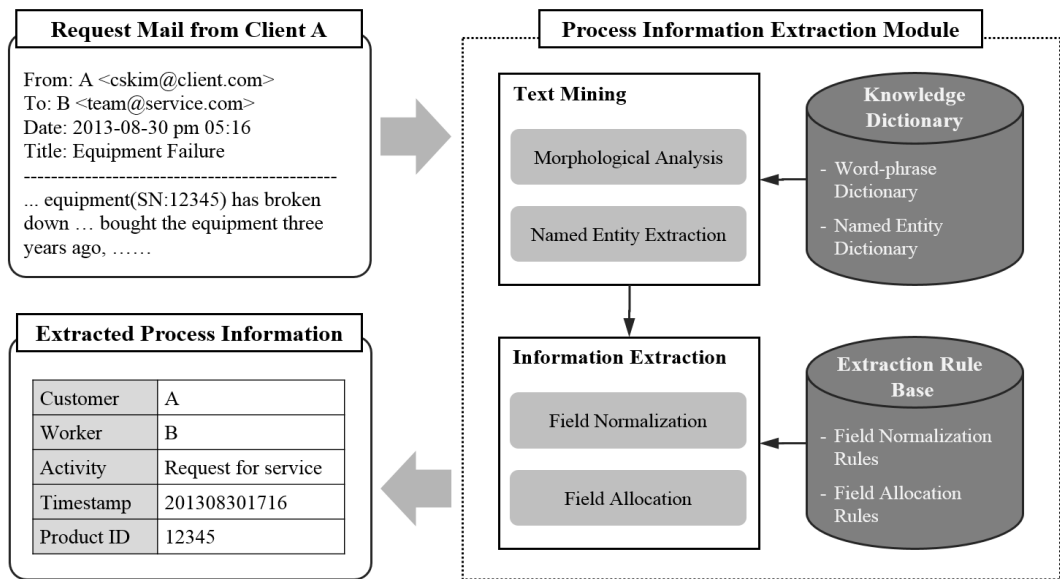 Request Mail from Client A
From: A <cskim@client.com>
To: B <team@service.com>
Date: 2013-08-30 pm 05:16
Title: Equipment Failure
----------------------------------------------
... equipment(SN:12345) has broken
down … bought the equipment three
years ago, ……
Process Information Extraction Module
Text Mining
Morphological Analysis
Named Entity Extraction
Knowledge
Dictionary
- Word-phrase
Dictionary
- Named Entity
Dictionary
Extracted Process Information
Customer A
Worker B
Activity Request for service
Timestamp 201308301716
Product ID 12345
Information Extraction
Field Normalization
Field Allocation
Extraction Rule
Base
- Field Normalization
Rules
- Field Allocation
Rules